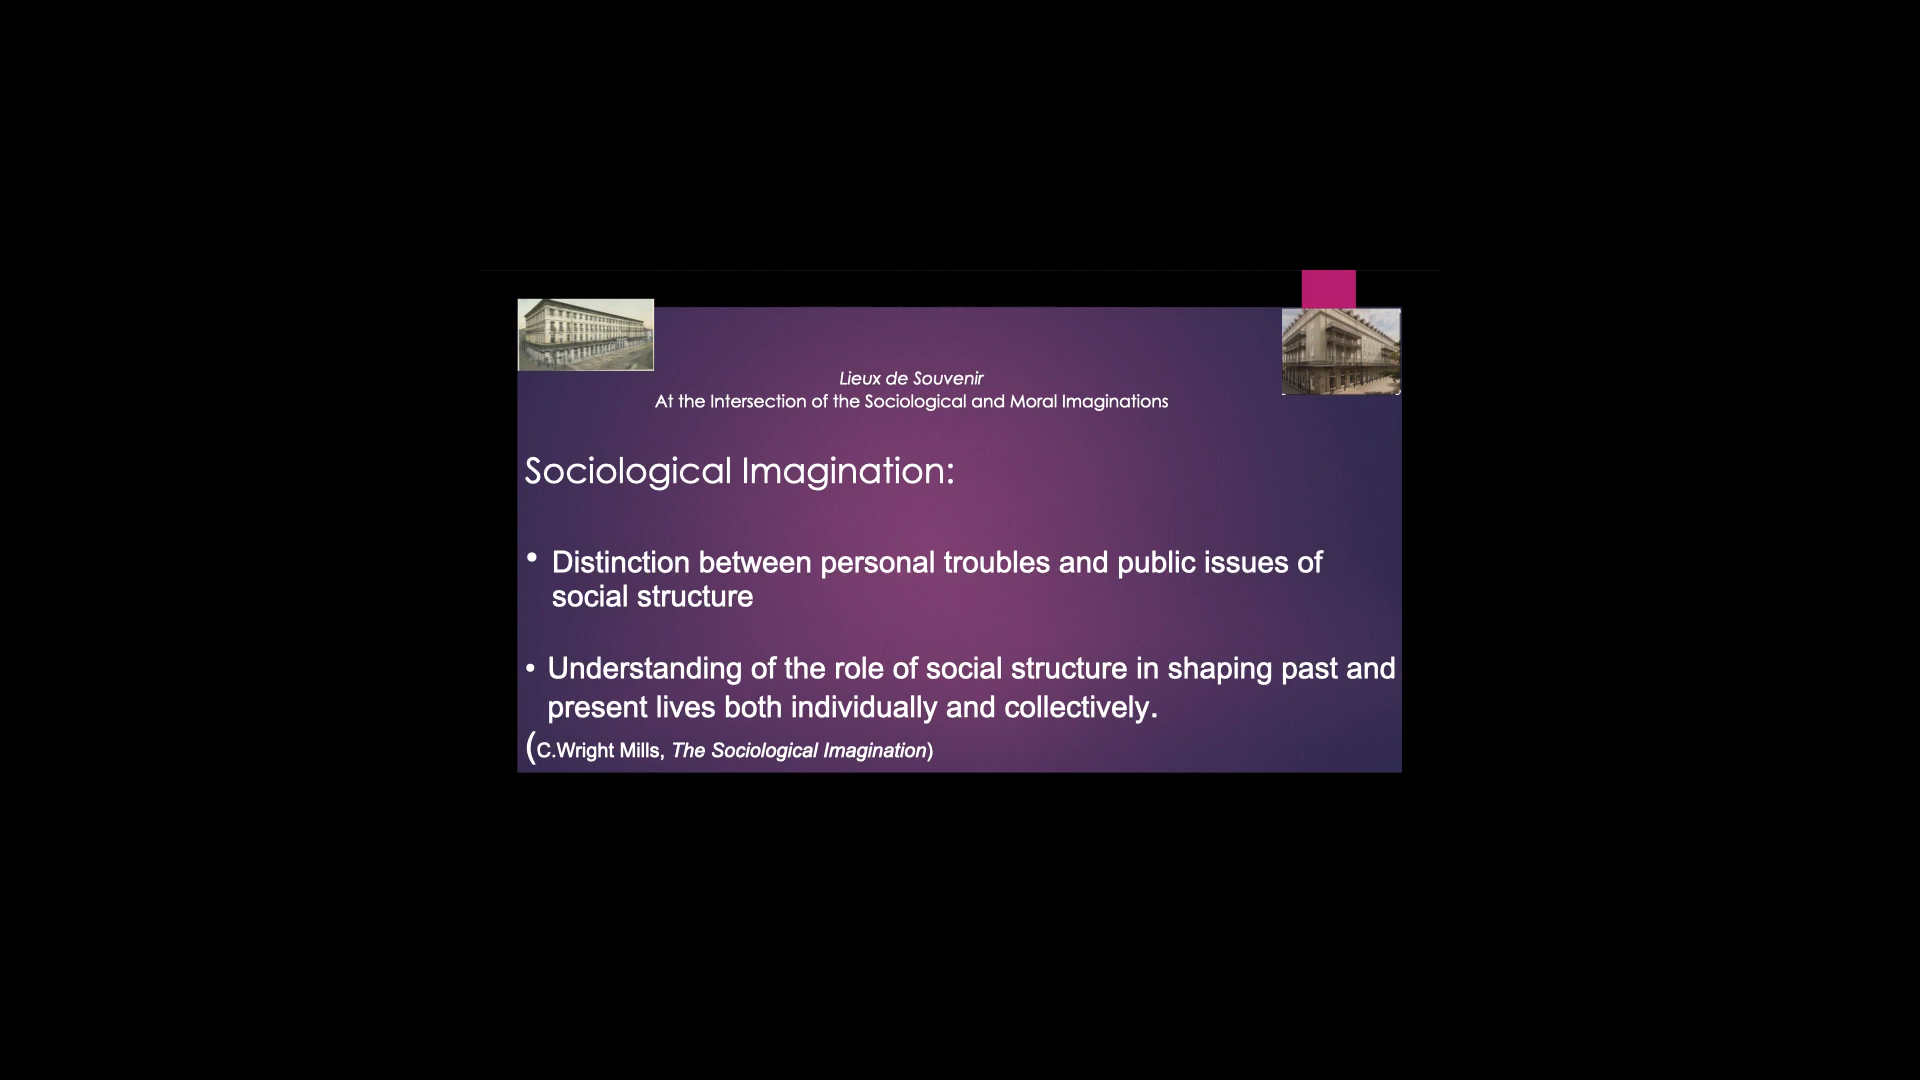 Lieux de Souvenir
At the Intersection of the Sociological and Moral Imaginations
Sociological Imagination:
• Distinction between personal troubles and public issues of
social structure
• Understanding of the role of social structure in shaping past and
present lives both individually and collectively.
(C.Wright Mills, The Sociological Imagination)